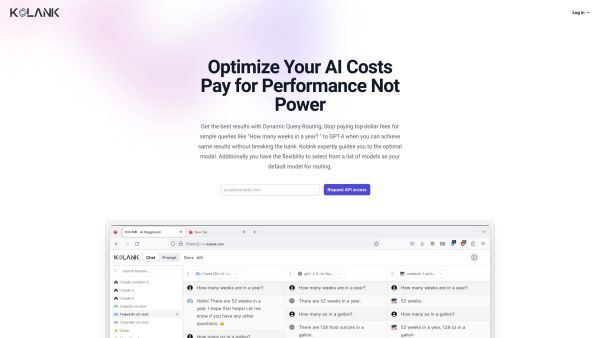 KOLANK
Log in
Optimize Your AI Costs
Pay for Performance Not
Power
Get the best results with Dynamic Query-Routing. Stop paying top-dollar fees for
simple queries like "How many weeks in a year? " to GPT-4 when you can achieve
same results without breaking the bank. Kolank expertly guides you to the optimal
model. Additionally you have the flexibility to select from a list of models as your
default model for routing.
you@example.com
Request API access
KOLANK AI Playground
New Tab
KOLANK Chat Prompt Docs API
Search Models...
How many weeks are in a year?
Hello! There are 52 weeks in
a year. I hope that helps! Let me
know if you have any other
questions.
How many oz in a gallon?
How many weeks are in a year?
There are 52 weeks in a year.
How many oz in a gallon?
There are 128 fluid ounces in a
gallon.
How many weeks are in a year?
52 weeks.
How many oz in a gallon?
52 weeks in a year, 128 oz in a
gallon